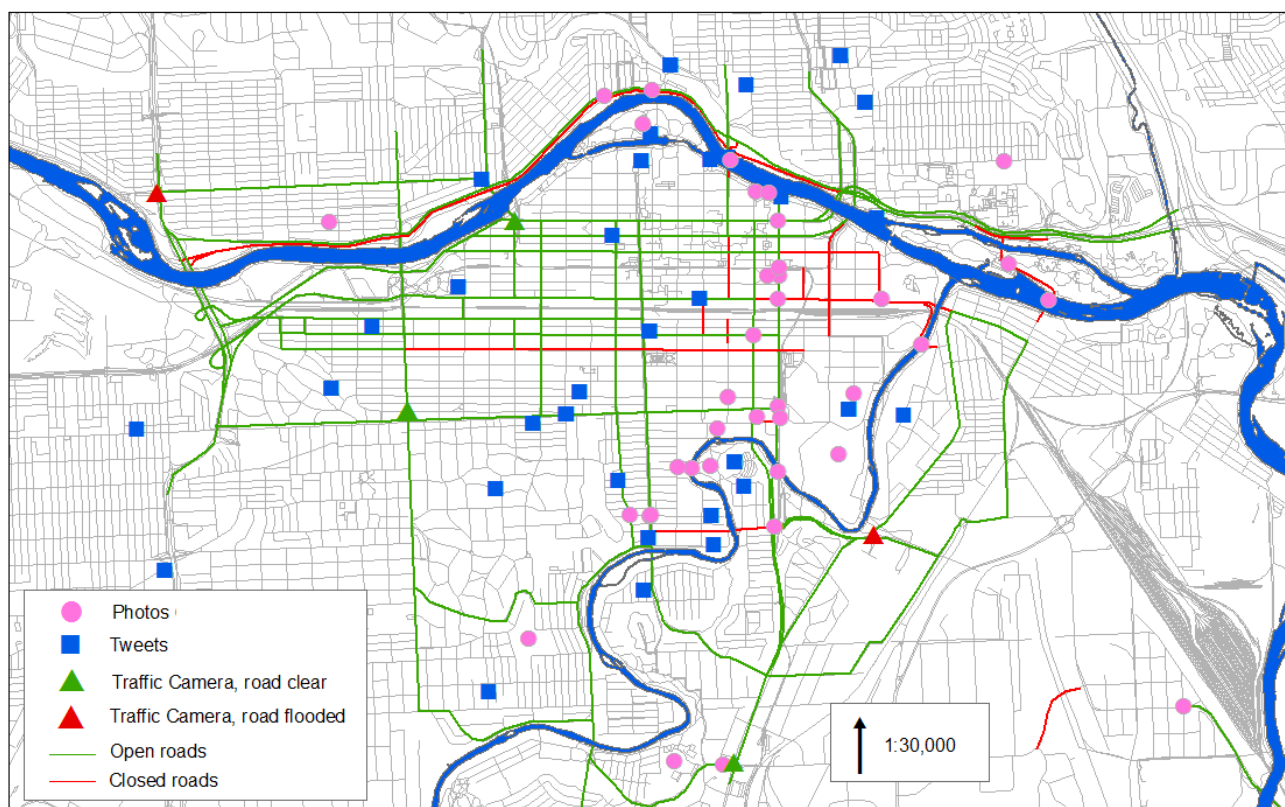 Photos
Tweets
Traffic Camera, road clear
Traffic Camera, road flooded
Open roads
Closed roads
1:30,000